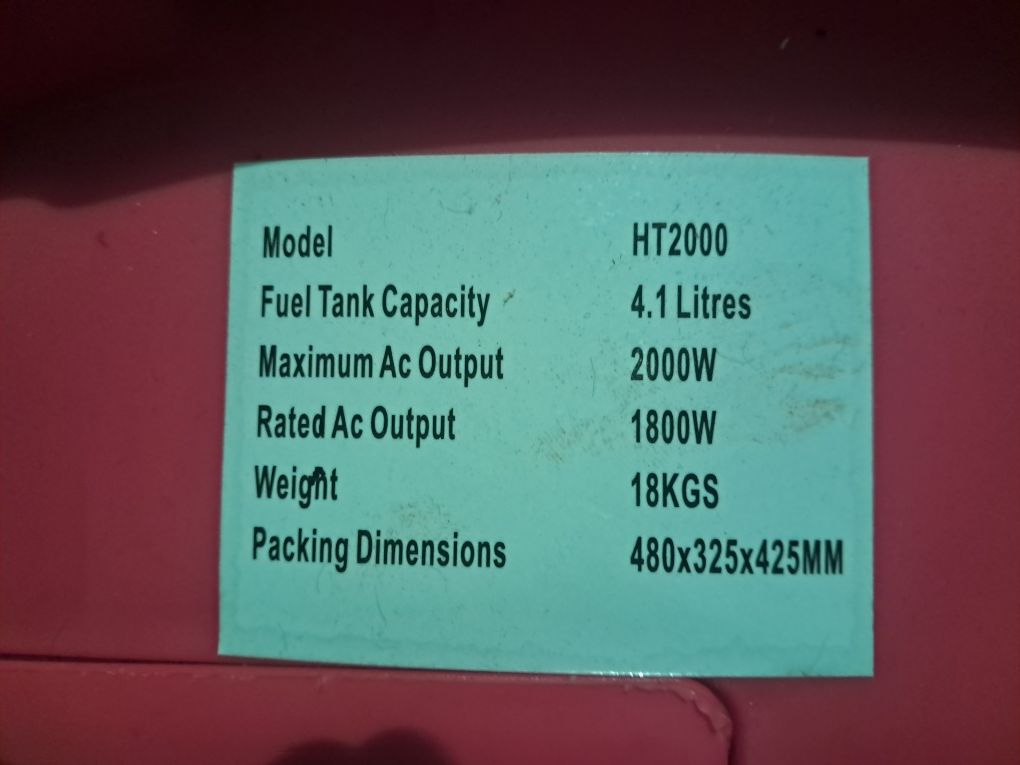 Model HT2000
Fuel Tank Capacity 4.1 Litres
Maximum Ac Output 2000W
Rated Ac Output 1800W
Weight 18KGS
Packing Dimensions 480x325x425MM